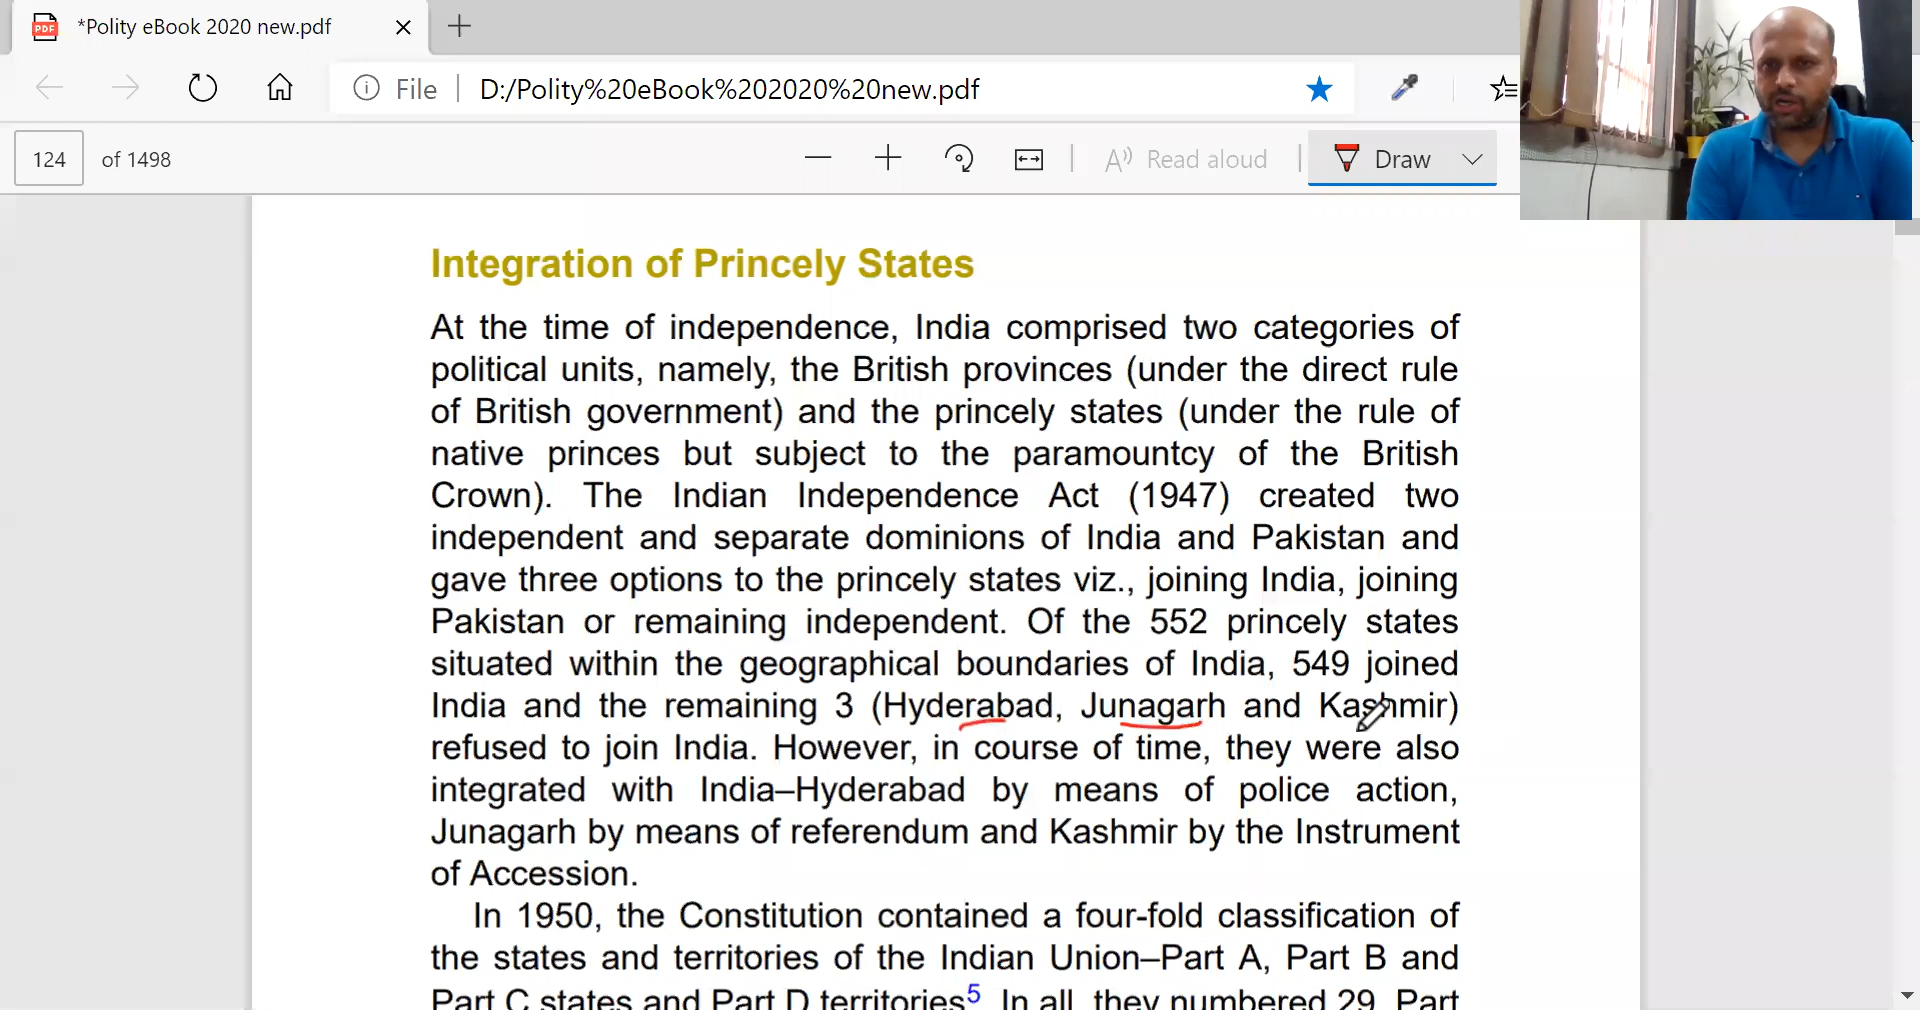 *Polity eBook 2020 new.pdf
File
D:/Polity%20eBook%202020%20new.pdf
124 of 1498
Read aloud
Draw
Integration of Princely States
At the time of independence, India comprised two categories of
political units, namely, the British provinces (under the direct rule
of British government) and the princely states (under the rule of
native princes but subject to the paramountcy of the British
Crown). The Indian Independence Act (1947) created two
independent and separate dominions of India and Pakistan and
gave three options to the princely states viz., joining India, joining
Pakistan or remaining independent. Of the 552 princely states
situated within the geographical boundaries of India, 549 joined
India and the remaining 3 (Hyderabad, Junagarh and Kashmir)
refused to join India. However, in course of time, they were also
integrated with India–Hyderabad by means of police action,
Junagarh by means of referendum and Kashmir by the Instrument
of Accession.
In 1950, the Constitution contained a four-fold classification of
the states and territories of the Indian Union–Part A, Part B and
Part C states and Part D territories5. In all, they numbered 29. Part